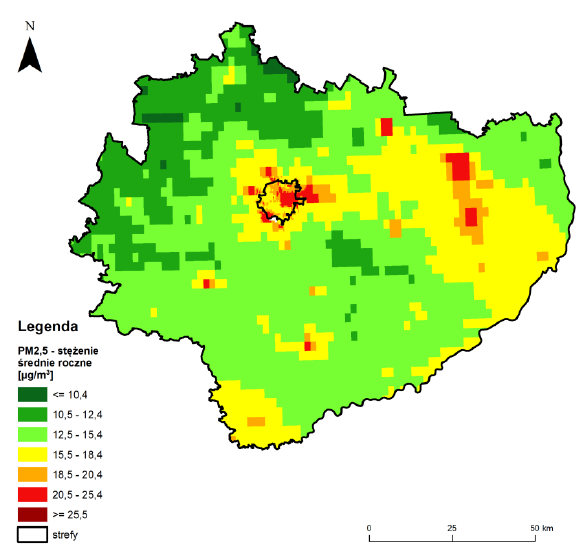 N
Legenda
PM2,5 - stężenie
średnie roczne
[µg/m³]
<= 10,4
10,5 - 12,4
12,5 - 15,4
15,5 - 18,4
18,5 - 20,4
20,5 - 25,4
>= 25,5
strefy
0 25 50 km